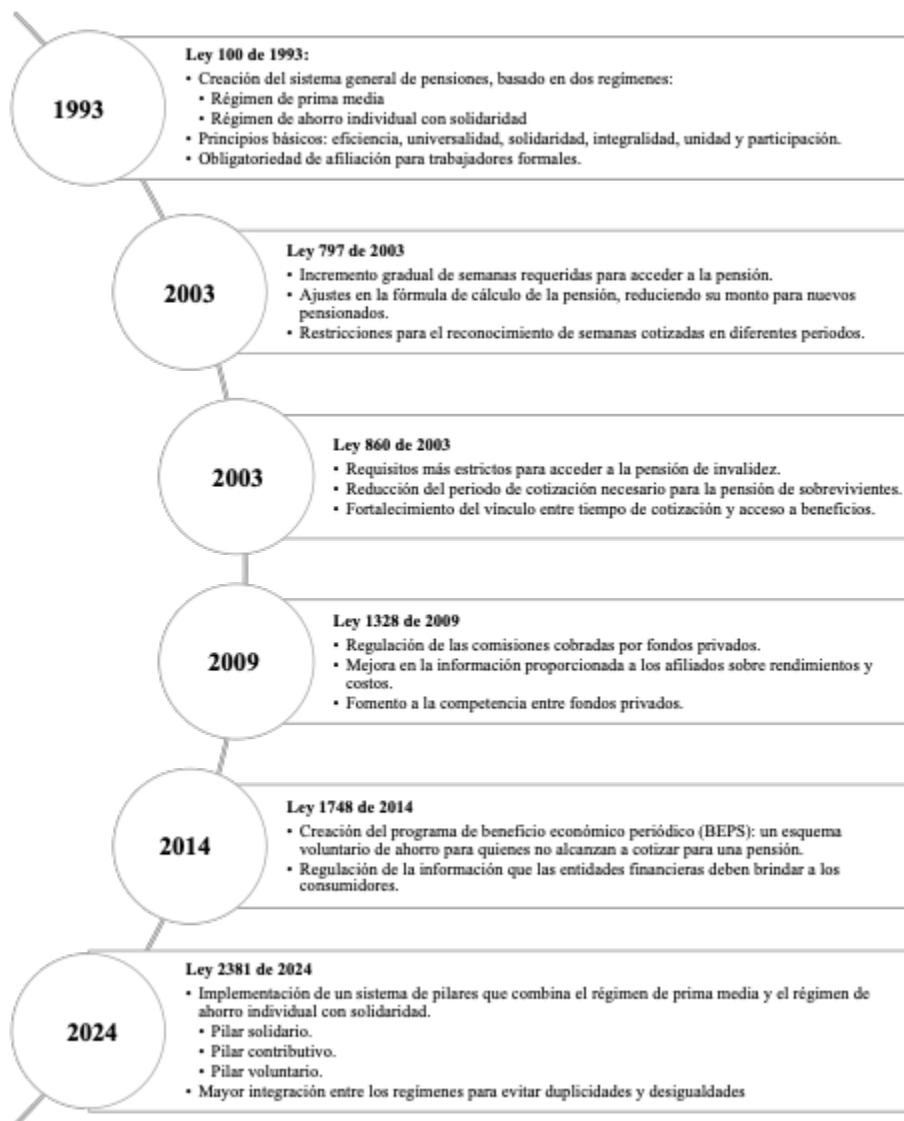 1993
Ley 100 de 1993:
• Creación del sistema general de pensiones, basado en dos regímenes:
• Régimen de prima media
• Régimen de ahorro individual con solidaridad
• Principios básicos: eficiencia, universalidad, solidaridad, integralidad, unidad y participación.
• Obligatoriedad de afiliación para trabajadores formales.
2003
Ley 797 de 2003
• Incremento gradual de semanas requeridas para acceder a la pensión.
• Ajustes en la fórmula de cálculo de la pensión, reduciendo su monto para nuevos
pensionados.
• Restricciones para el reconocimiento de semanas cotizadas en diferentes periodos.
2003
Ley 860 de 2003
• Requisitos más estrictos para acceder a la pensión de invalidez.
• Reducción del periodo de cotización necesario para la pensión de sobrevivientes.
• Fortalecimiento del vínculo entre tiempo de cotización y acceso a beneficios.
2009
Ley 1328 de 2009
• Regulación de las comisiones cobradas por fondos privados.
• Mejora en la información proporcionada a los afiliados sobre rendimientos y
costos.
• Fomento a la competencia entre fondos privados.
2014
Ley 1748 de 2014
• Creación del programa de beneficio económico periódico (BEPS): un esquema
voluntario de ahorro para quienes no alcanzan a cotizar para una pensión.
• Regulación de la información que las entidades financieras deben brindar a los
consumidores.
2024
Ley 2381 de 2024
• Implementación de un sistema de pilares que combina el régimen de prima media y el régimen de
ahorro individual con solidaridad.
• Pilar solidario.
• Pilar contributivo.
• Pilar voluntario.
• Mayor integración entre los regímenes para evitar duplicidades y desigualdades